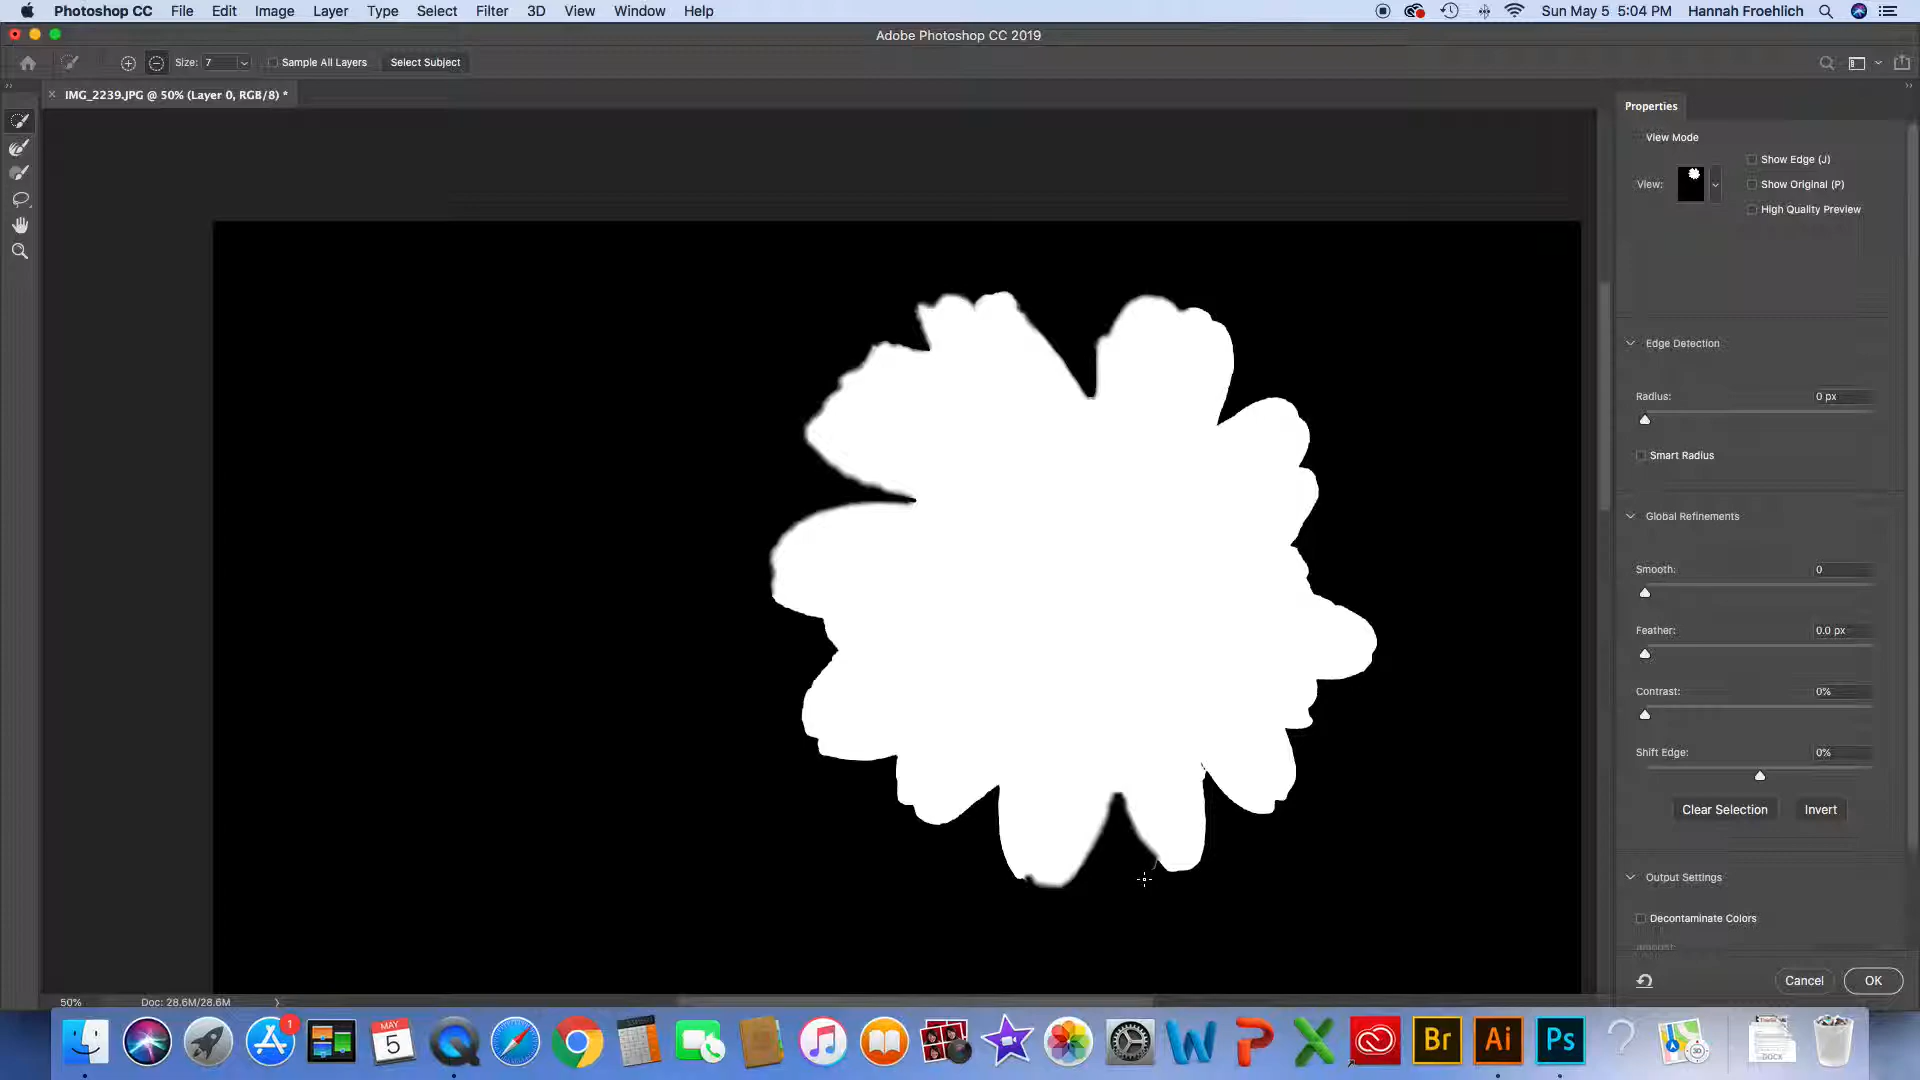 Photoshop CC File Edit Image Layer Type Select Filter 3D View Window Help Sun May 5 5:04 PM Hannah Froehlich
Adobe Photoshop CC 2019
Size: 7 Sample All Layers Select Subject
IMG_2239.JPG @ 50% (Layer 0, RGB/8) *
Properties
View Mode
Show Edge (J)
View: Show Original (P)
High Quality Preview
Edge Detection
Radius: 0 px
Smart Radius
Global Refinements
Smooth: 0
Feather: 0.0 px
Contrast: 0%
Shift Edge: 0%
Clear Selection Invert
Output Settings
Decontaminate Colors
Cancel OK
50% Doc: 28.6M/28.6M
1
MAY
5
Br Ai Ps
3D
DOCX